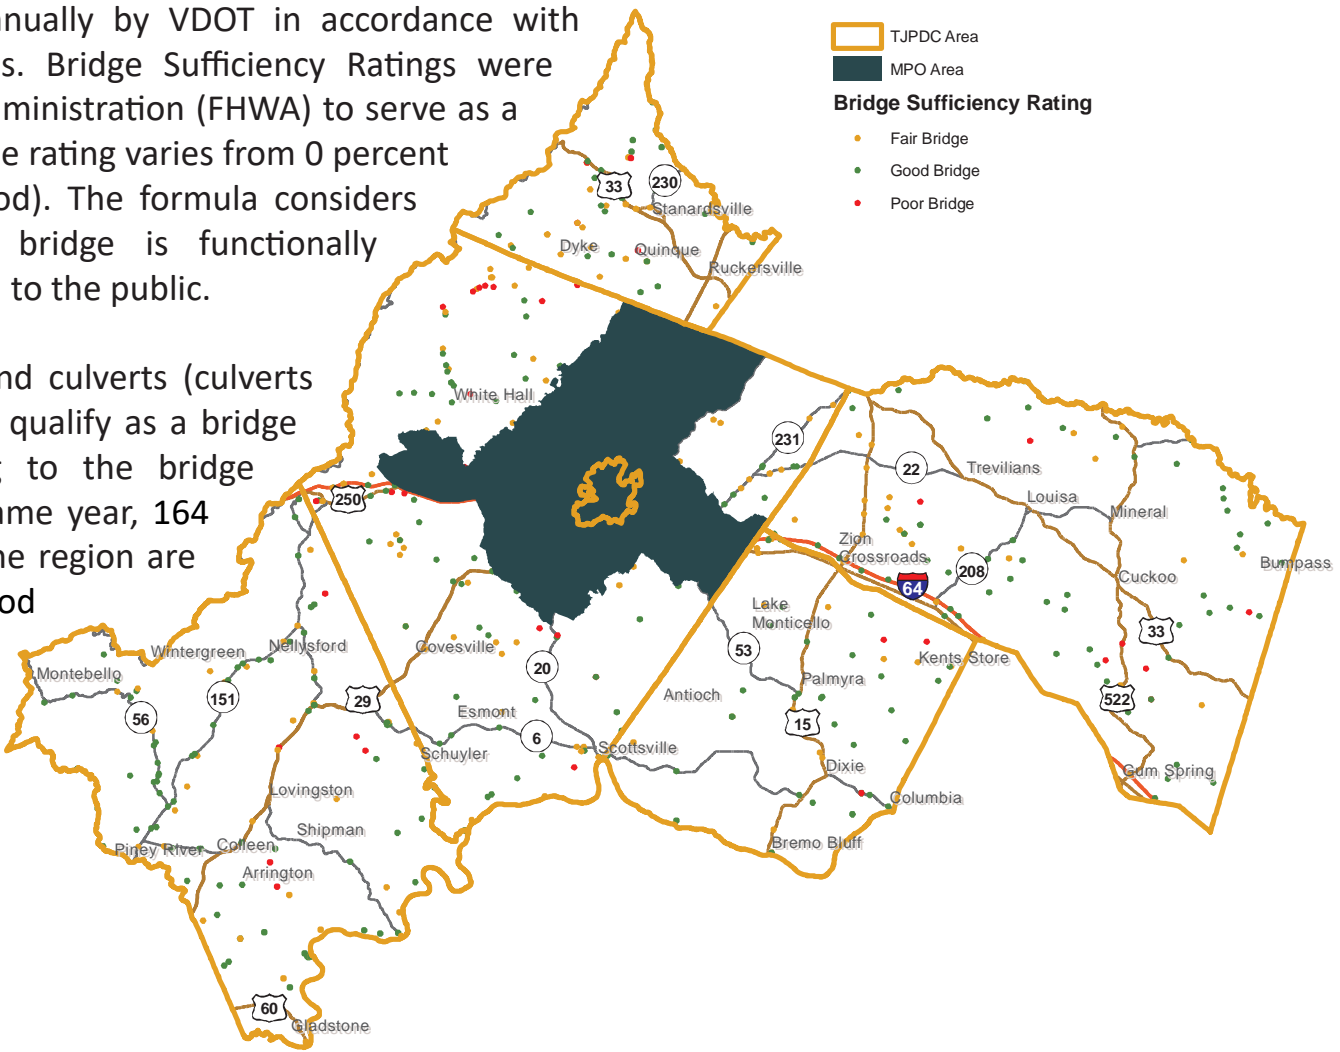 nnually by VDOT in accordance with
s. Bridge Sufficiency Ratings were
ministration (FHWA) to serve as a
e rating varies from 0 percent
od). The formula considers
bridge is functionally
to the public.
nd culverts (culverts
qualify as a bridge
g to the bridge
ame year, 164
he region are
od
TJPDC Area
MPO Area
Bridge Sufficiency Rating
Fair Bridge
Good Bridge
Poor Bridge
33
230
Stanardsville
Dyke
Quinque
Ruckersville
White Hall
231
22
Trevilians
Louisa
Mineral
250
Zion
Crossroads
64
208
Cuckoo
Bumpass
Lake
Monticello
33
Wintergreen
Nellysford
Covesville
20
53
Kents Store
Montebello
151
29
Palmyra
Antioch
522
56
Esmont
15
6
Schuyler
Scottsville
Dixie
Gum Spring
Lovingston
Columbia
Shipman
Piney River
Colleen
Bremo Bluff
Arrington
60
Gladstone